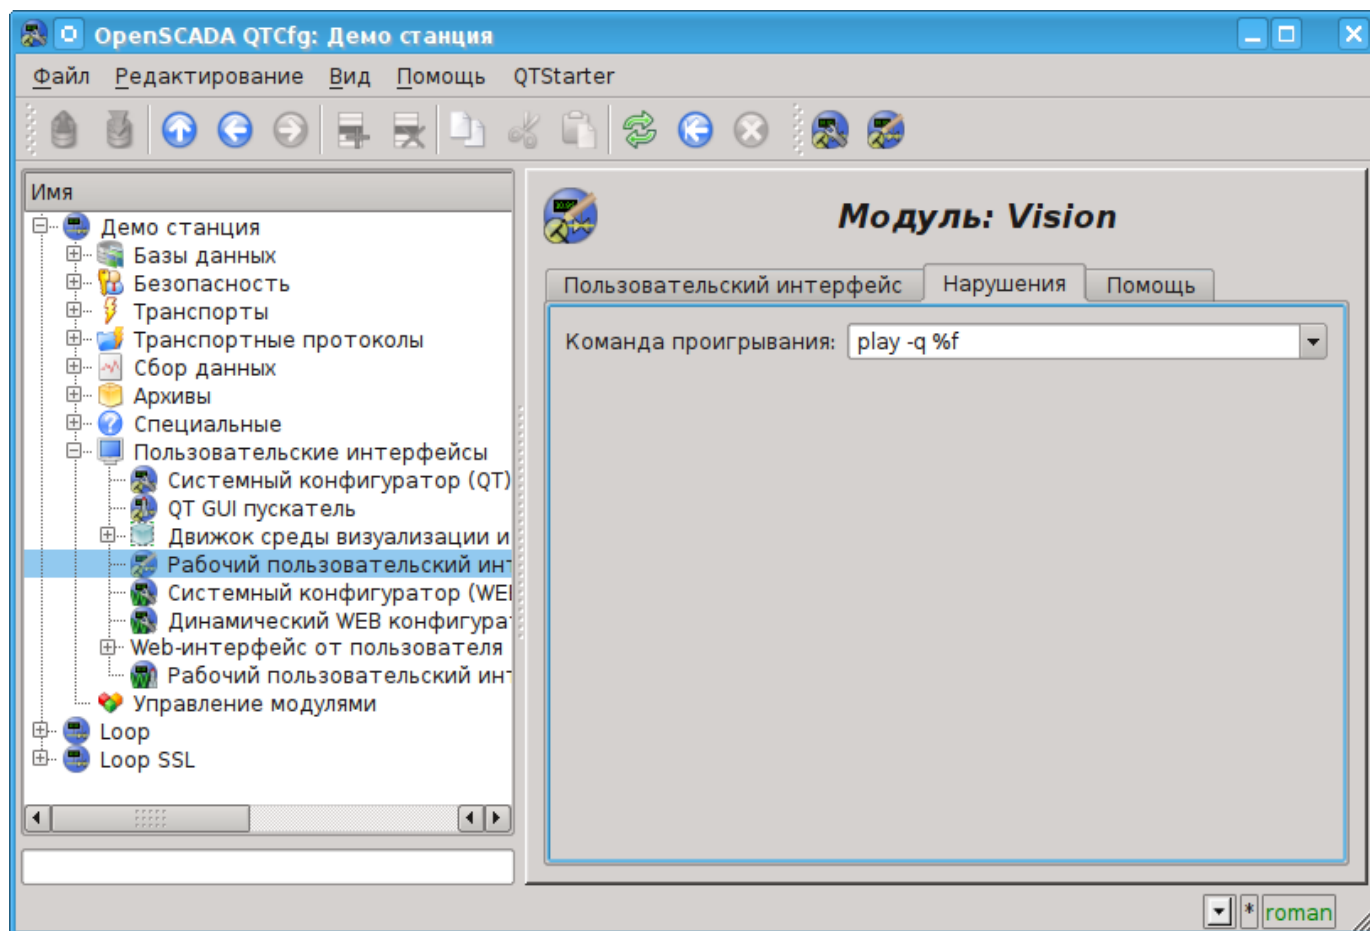 OpenSCADA QTCfg: Демо станция
Файл Редактирование Вид Помощь QTStarter
Имя
Демо станция
Базы данных
Безопасность
Транспорты
Транспортные протоколы
Сбор данных
Архивы
Специальные
Пользовательские интерфейсы
Системный конфигуратор (QT)
QT GUI пускатель
Движок среды визуализации и
Рабочий пользовательский инт
Системный конфигуратор (WEI
Динамический WEB конфигура
Web-интерфейс от пользователя
Рабочий пользовательский инт
Управление модулями
Loop
Loop SSL
Модуль: Vision
Пользовательский интерфейс Нарушения Помощь
Команда проигрывания: play -q %f
* roman